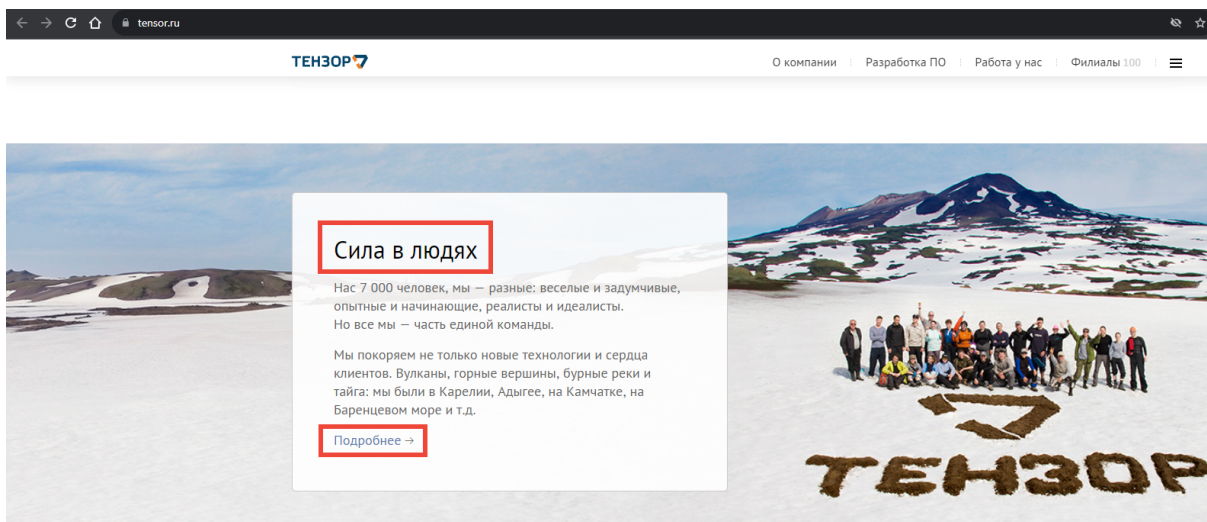 tensor.ru
ТЕНЗОР
О компании Разработка ПО Работа у нас Филиалы 100
Сила в людях
Нас 7 000 человек, мы — разные: веселые и задумчивые,
опытные и начинающие, реалисты и идеалисты.
Но все мы — часть единой команды.
Мы покоряем не только новые технологии и сердца
клиентов. Вулканы, горные вершины, бурные реки и
тайга: мы были в Карелии, Адыгее, на Камчатке, на
Баренцевом море и т.д.
Подробнее →
ТЕНЗОР